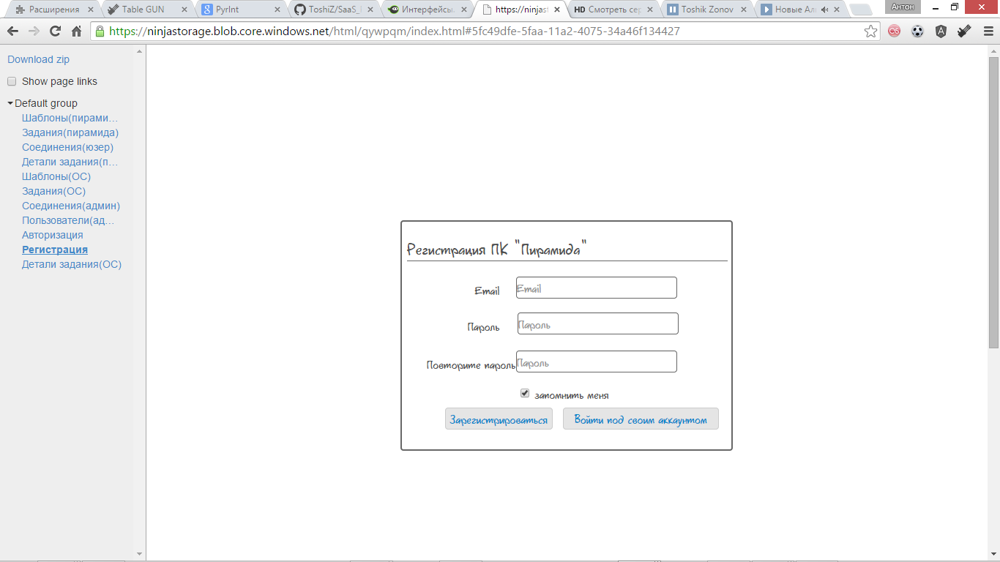 Расширения
Table GUN
PyrInt
ToshiZ/SaaS_
Интерфейсы.
https://ninjast
HD Смотреть сер
Toshik Zonov
Новые Ал
Антон
https://ninjastorage.blob.core.windows.net/html/qywpqm/index.html#5fc49dfe-5faa-11a2-4075-34a46f134427
Download zip
Show page links
Default group
Шаблоны(пирами...
Задания(пирамида)
Соединения(юзер)
Детали задания(п...
Шаблоны(ОС)
Задания(ОС)
Соединения(админ)
Пользователи(ад...
Авторизация
Регистрация
Детали задания(ОС)
Регистрация ПК "Пирамида"
Email Email
Пароль Пароль
Повторите пароль Пароль
запомнить меня
Зарегистрироваться Войти под своим аккаунтом